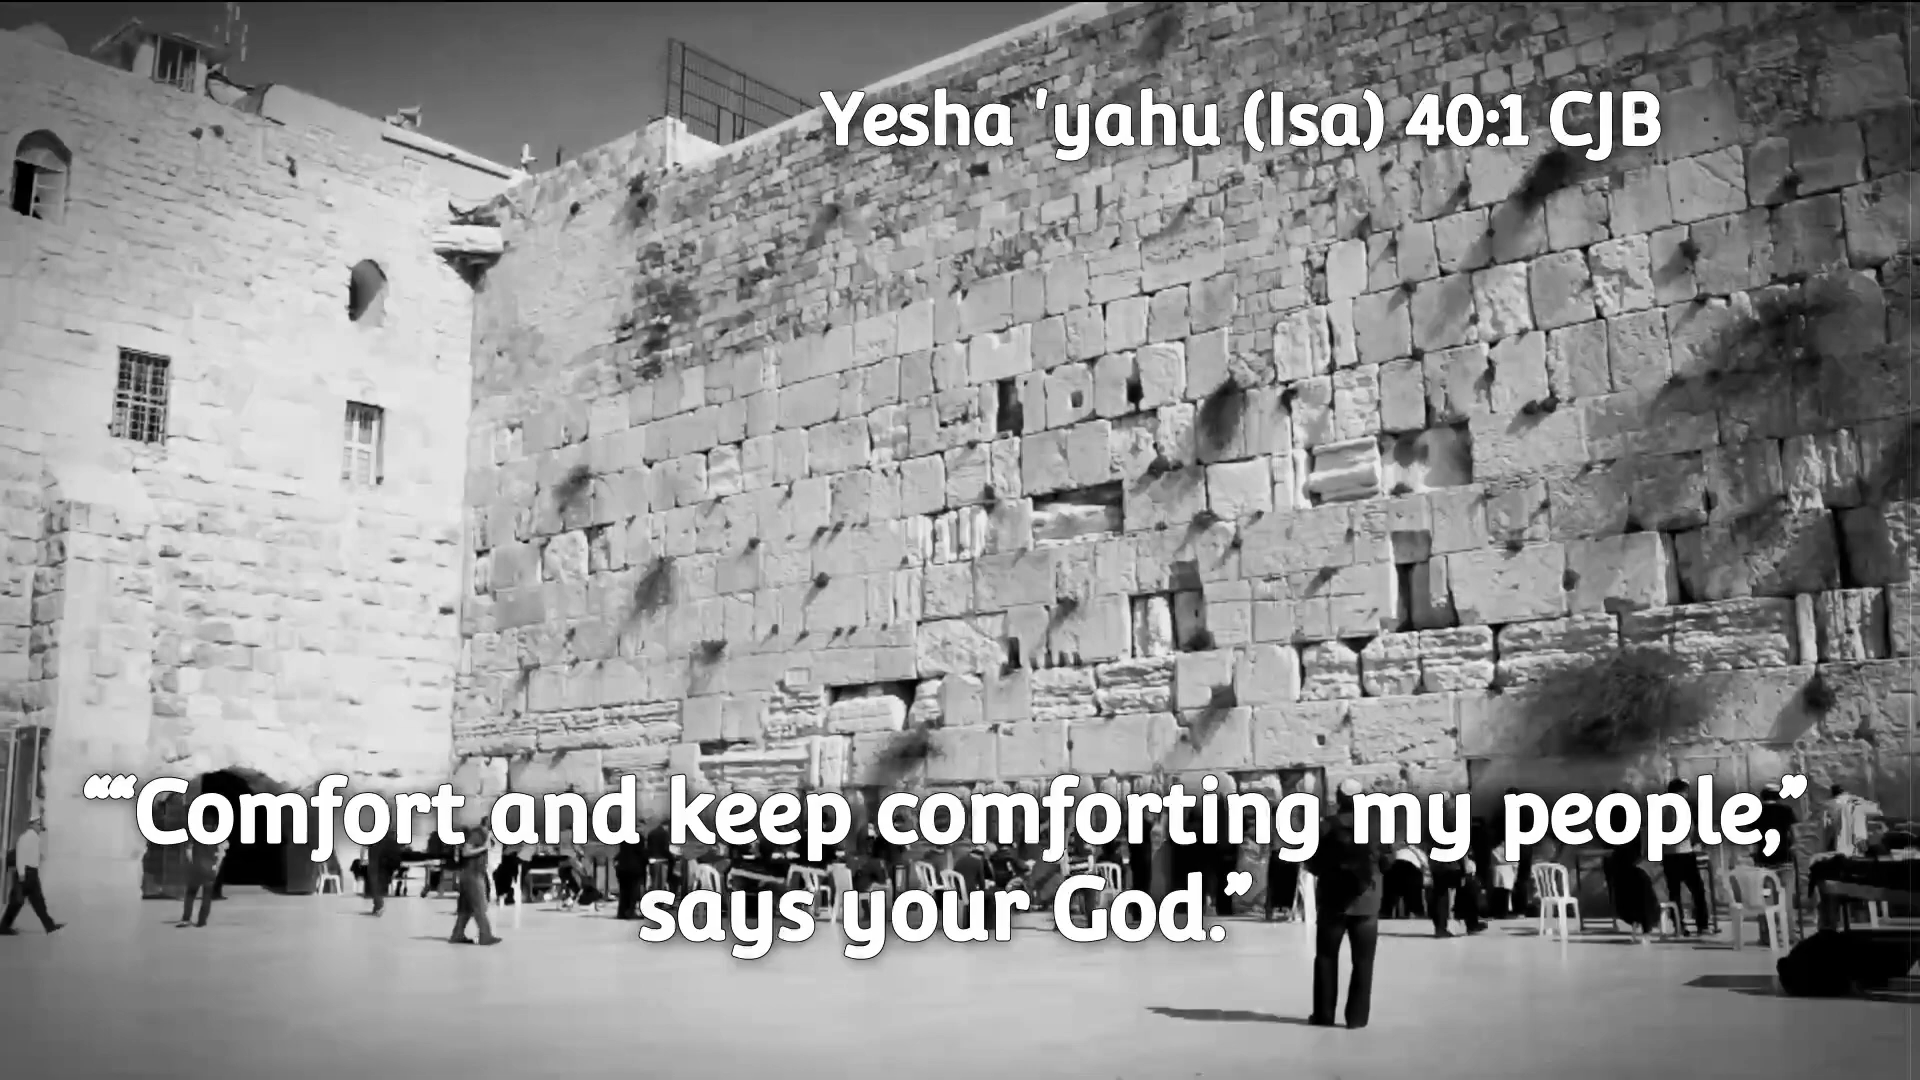 Yesha 'yahu (Isa) 40:1 CJB
““Comfort and keep comforting my people,”
says your God.”